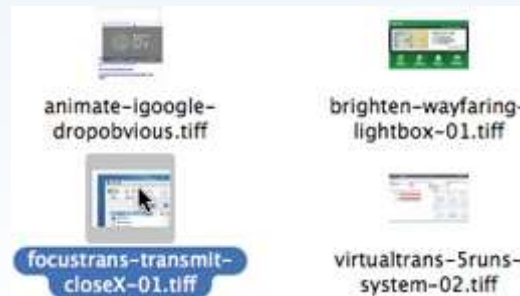 animate-igoogle-
dropobvious.tiff
brighten-wayfaring-
lightbox-01.tiff
focustrans-transmit-
closeX-01.tiff
virtualtrans-5runs-
system-02.tiff